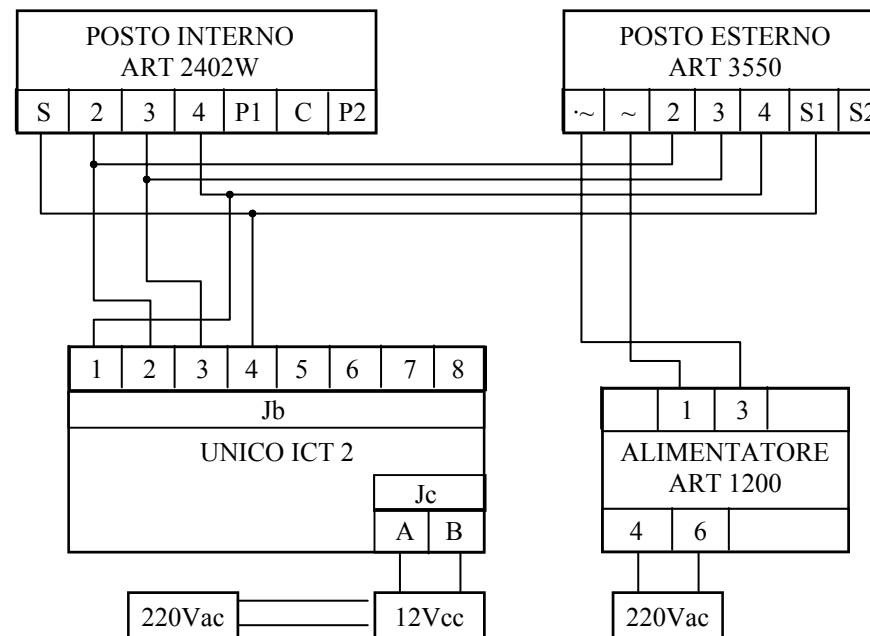 POSTO INTERNO
ART 2402W
S 2 3 4 P1 C P2
POSTO ESTERNO
ART 3550
·~ ~ 2 3 4 S1 S2
1 2 3 4 5 6 7 8
Jb
UNICO ICT 2
Jc
A B
1 3
ALIMENTATORE
ART 1200
4 6
220Vac
12Vcc
220Vac